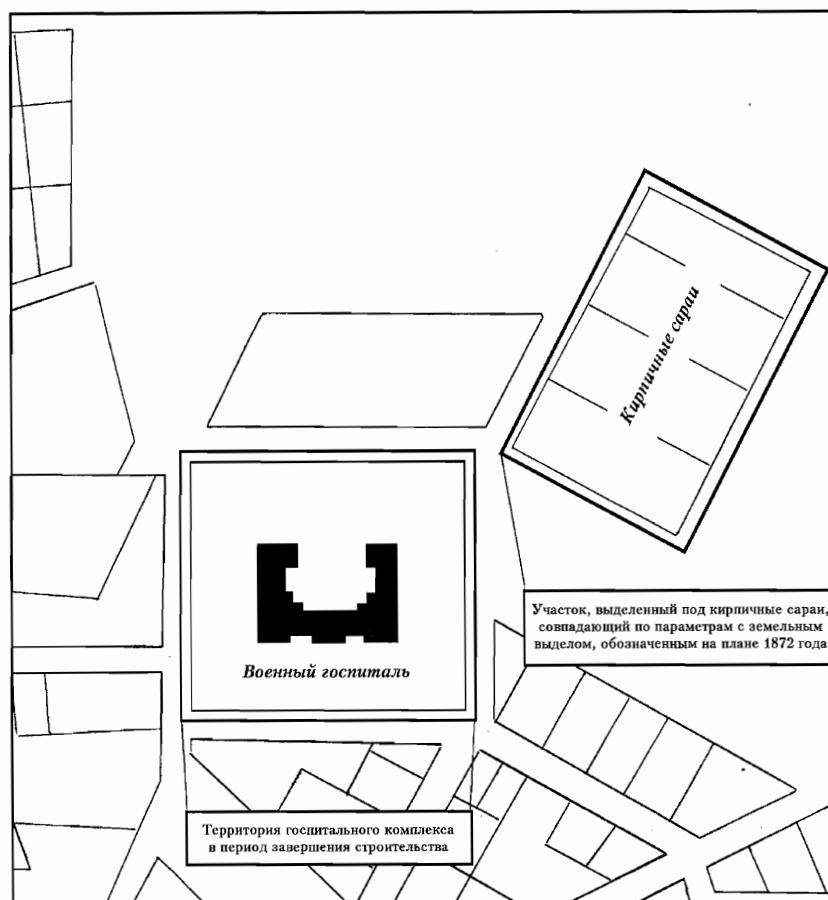 Кирпичные сараи
Участок, выделенный под кирпичные сараи,
совпадающий по параметрам с земельным
выделом, обозначенным на плане 1872 года
Военный госпиталь
Территория госпитального комплекса
в период завершения строительства